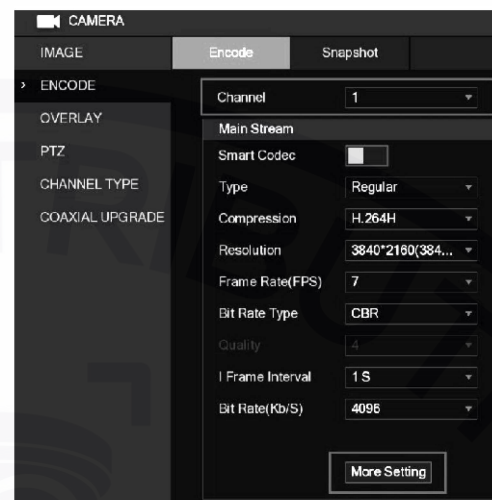 CAMERA
IMAGE
Encode Snapshot
› ENCODE
Channel 1
OVERLAY
Main Stream
PTZ
Smart Codec
CHANNEL TYPE
Type Regular
COAXIAL UPGRADE
Compression H.264H
Resolution 3840*2160(384...
Frame Rate(FPS) 7
Bit Rate Type CBR
Quality 4
I Frame Interval 1 S
Bit Rate(Kb/S) 4096
More Setting